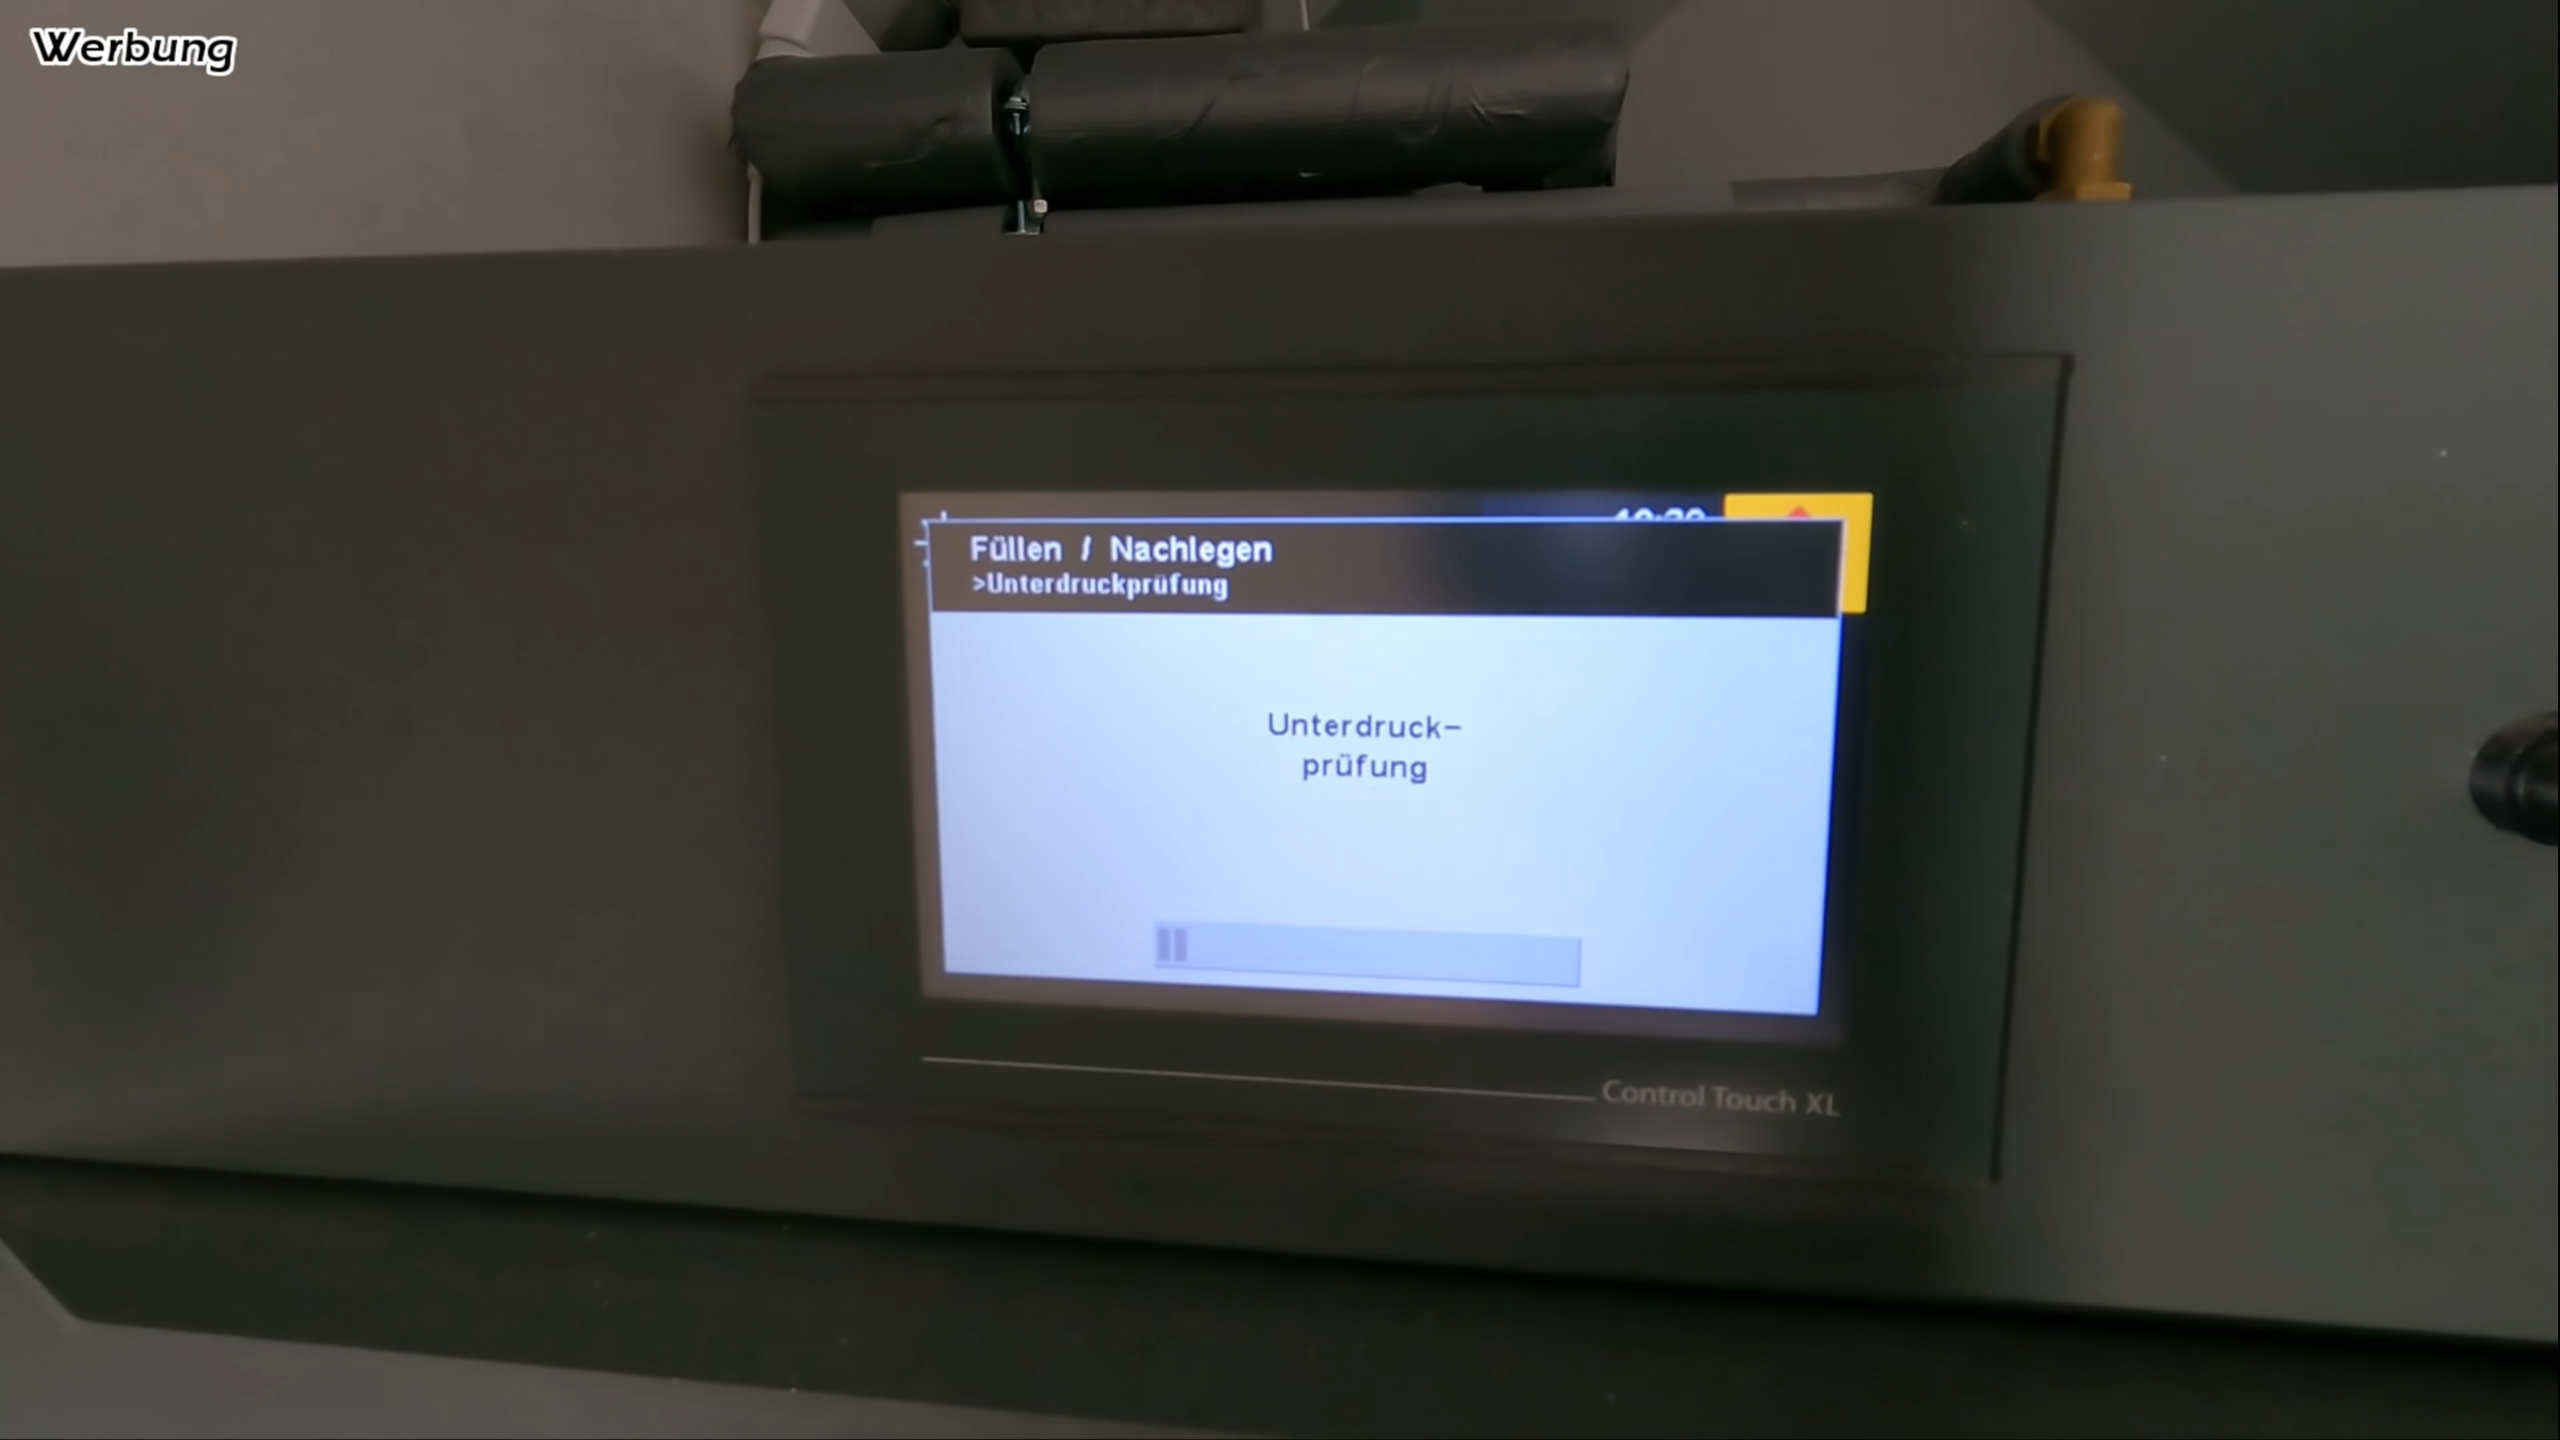 Werbung
Füllen / Nachlegen
>Unterdruckprüfung
Unterdruck-
prüfung
Control Touch XL